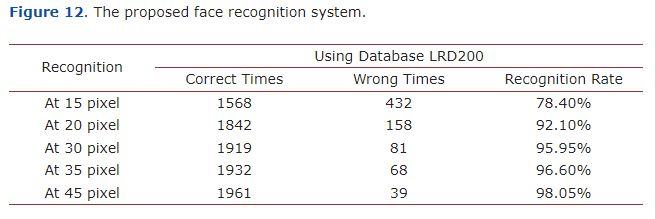 Figure 12. The proposed face recognition system.
Recognition Using Database LRD200
Correct Times Wrong Times Recognition Rate
At 15 pixel 1568 432 78.40%
At 20 pixel 1842 158 92.10%
At 30 pixel 1919 81 95.95%
At 35 pixel 1932 68 96.60%
At 45 pixel 1961 39 98.05%